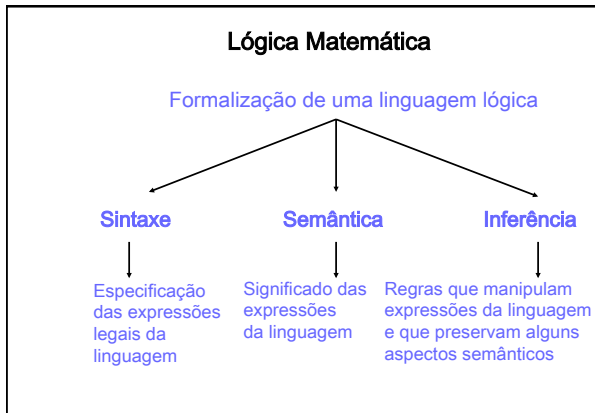 Lógica Matemática
Formalização de uma linguagem lógica
Sintaxe
Semântica
Inferência
Especificação
das expressões
legais da
linguagem
Significado das
expressões
da linguagem
Regras que manipulam
expressões da linguagem
e que preservam alguns
aspectos semânticos